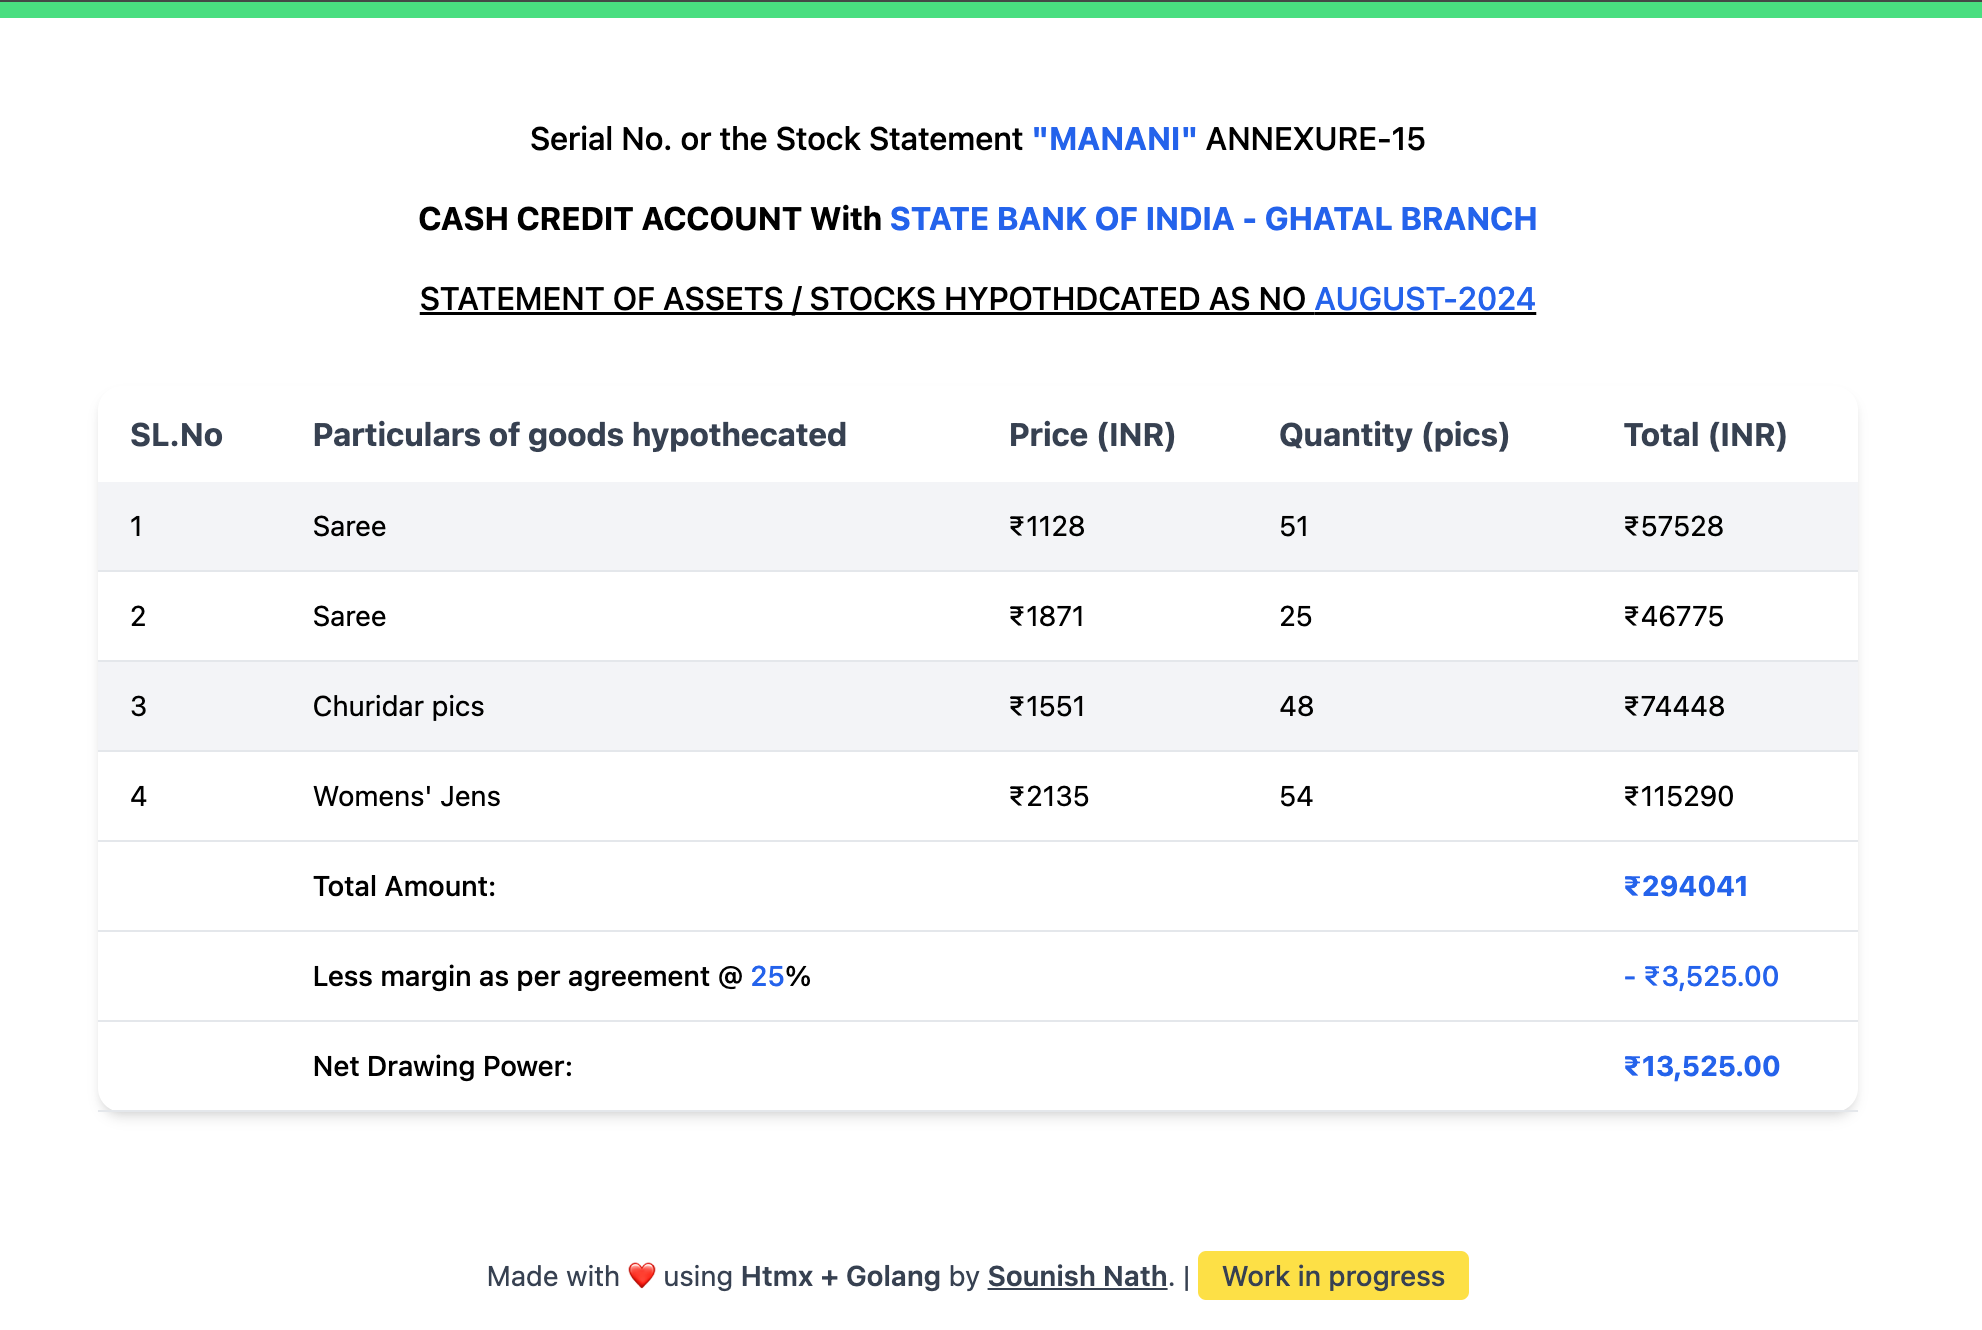 Serial No. or the Stock Statement "MANANI" ANNEXURE-15
CASH CREDIT ACCOUNT With STATE BANK OF INDIA - GHATAL BRANCH
STATEMENT OF ASSETS / STOCKS HYPOTHDCATED AS NO AUGUST-2024
SL.No Particulars of goods hypothecated Price (INR) Quantity (pics) Total (INR)
1 Saree ₹1128 51 ₹57528
2 Saree ₹1871 25 ₹46775
3 Churidar pics ₹1551 48 ₹74448
4 Womens' Jens ₹2135 54 ₹115290
Total Amount: ₹294041
Less margin as per agreement @ 25% - ₹3,525.00
Net Drawing Power: ₹13,525.00
Made with ❤️ using Htmx + Golang by Sounish Nath. | Work in progress